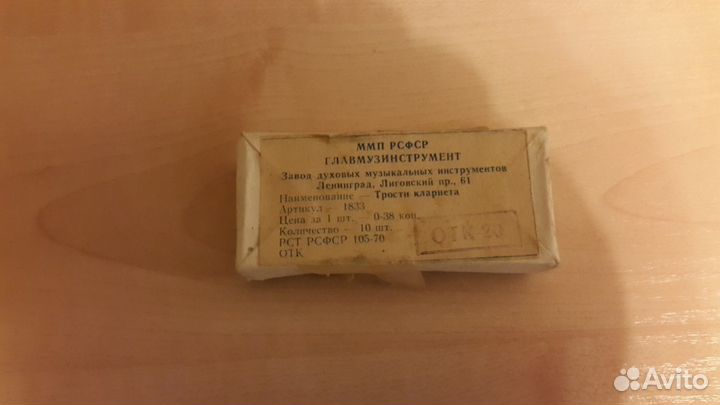 ММП РСФСР
ГЛАВМУЗИНСТРУМЕНТ
Завод духовых музыкальных инструментов
Ленинград, Лиговский пр., 61
Наименование — Трости кларнета
Артикул — 1833
Цена за 1 шт. — 0-38 коп.
Количество — 10 шт.
РСТ РСФСР 105-70
ОТК
ОТК 23
Avito